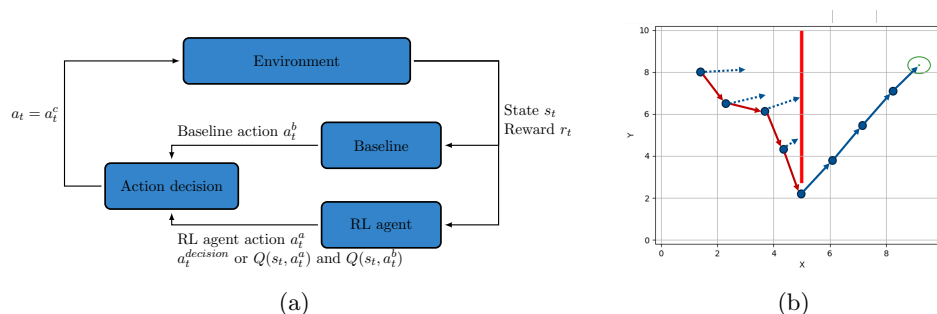 Environment
a_t = a_t^c
State s_t
Reward r_t
Baseline action a_t^b
Baseline
Action decision
RL agent
RL agent action a_t^a
a_t^{decision} or Q(s_t, a_t^a) and Q(s_t, a_t^b)
(a)
10
8
6
4
2
0
Y
0 2 4 6 8
X
(b)